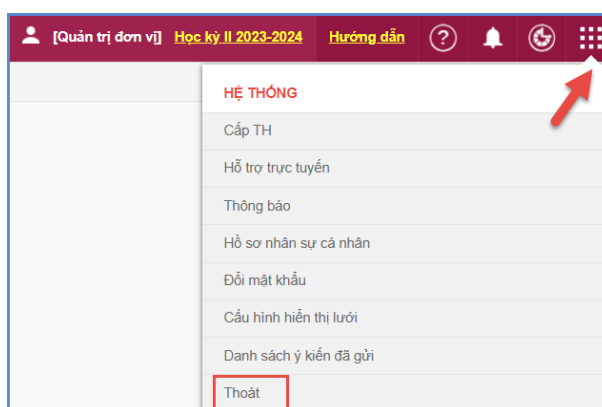 [Quản trị đơn vị] Học kỳ II 2023-2024 Hướng dẫn
HỆ THỐNG
Cấp TH
Hỗ trợ trực tuyến
Thông báo
Hồ sơ nhân sự cá nhân
Đổi mật khẩu
Cấu hình hiển thị lưới
Danh sách ý kiến đã gửi
Thoát